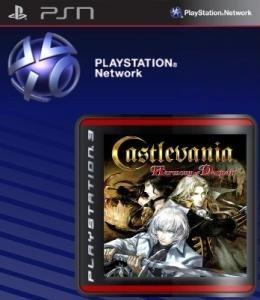 PSN
PlayStation®Network
PLAYSTATION®
Network
PLAYSTATION 3
Castlevania
Harmony of Despair